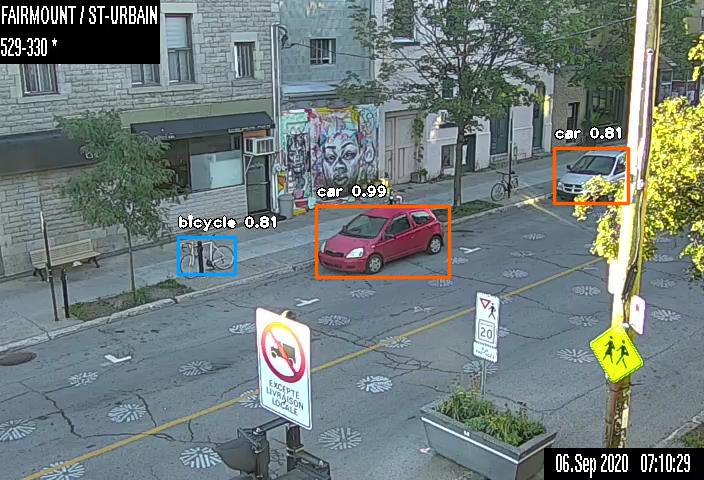 FAIRMOUNT / ST-URBAIN
529-330 *
car 0.81
car 0.99
bicycle 0.81
20
EXCEPTÉ
LIVRAISON
LOCALE
06.Sep 2020 07:10:29